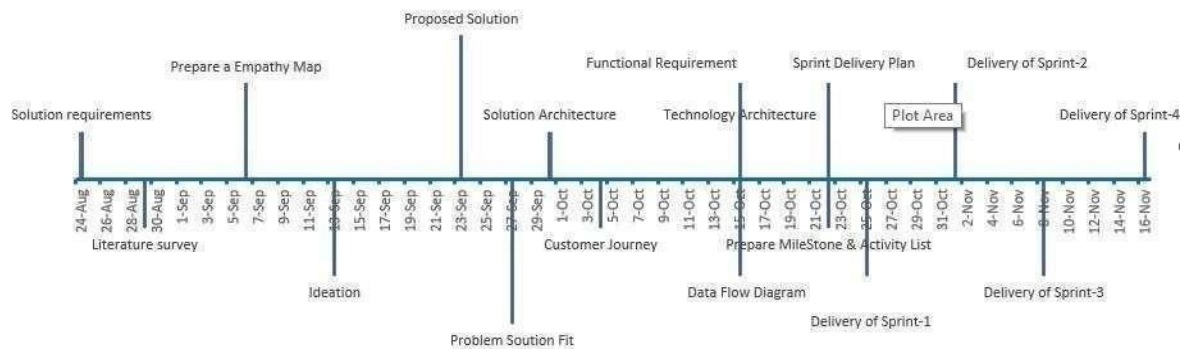 Proposed Solution
Prepare a Empathy Map
Functional Requirement
Sprint Delivery Plan
Delivery of Sprint-2
Solution requirements
Solution Architecture
Technology Architecture
Plot Area
Delivery of Sprint-4
24-Aug
26-Aug
28-Aug
30-Aug
1-Sep
3-Sep
5-Sep
7-Sep
9-Sep
11-Sep
13-Sep
15-Sep
17-Sep
19-Sep
21-Sep
23-Sep
25-Sep
27-Sep
29-Sep
1-Oct
3-Oct
5-Oct
7-Oct
9-Oct
11-Oct
13-Oct
15-Oct
17-Oct
19-Oct
21-Oct
23-Oct
25-Oct
27-Oct
29-Oct
31-Oct
2-Nov
4-Nov
6-Nov
8-Nov
10-Nov
12-Nov
14-Nov
16-Nov
Literature survey
Customer Journey
Prepare MileStone & Activity List
Ideation
Data Flow Diagram
Delivery of Sprint-3
Delivery of Sprint-1
Problem Soution Fit